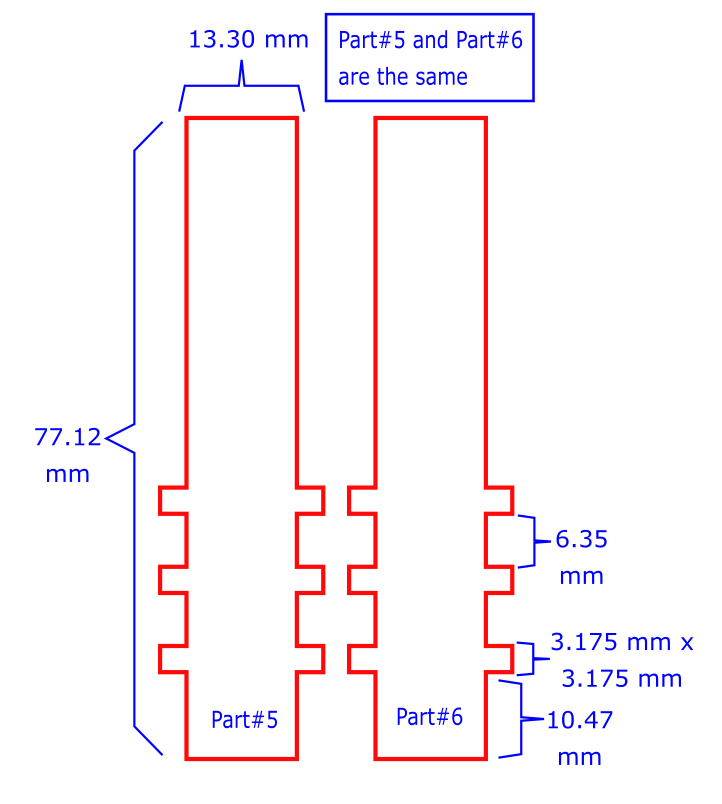 13.30 mm
Part#5 and Part#6
are the same
77.12
mm
6.35
mm
3.175 mm x
3.175 mm
10.47
mm
Part#5
Part#6